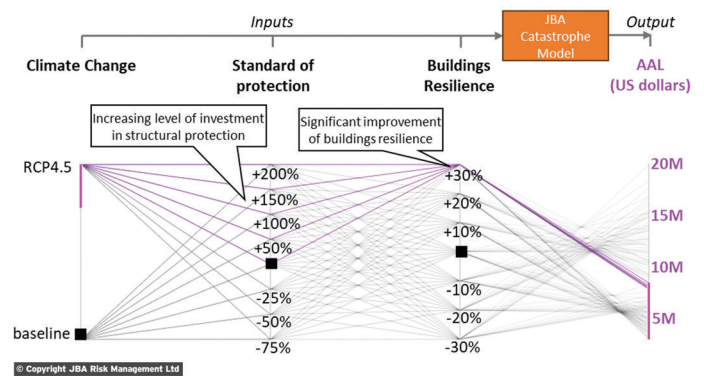 Inputs
JBA
Catastrophe
Model
Output
Climate Change
Standard of
protection
Buildings
Resilience
AAL
(US dollars)
Increasing level of investment
in structural protection
Significant improvement
of buildings resilience
RCP4.5
baseline
+200%
+150%
+100%
+50%
-25%
-50%
-75%
+30%
+20%
+10%
-10%
-20%
-30%
20M
15M
10M
5M
© Copyright JBA Risk Management Ltd